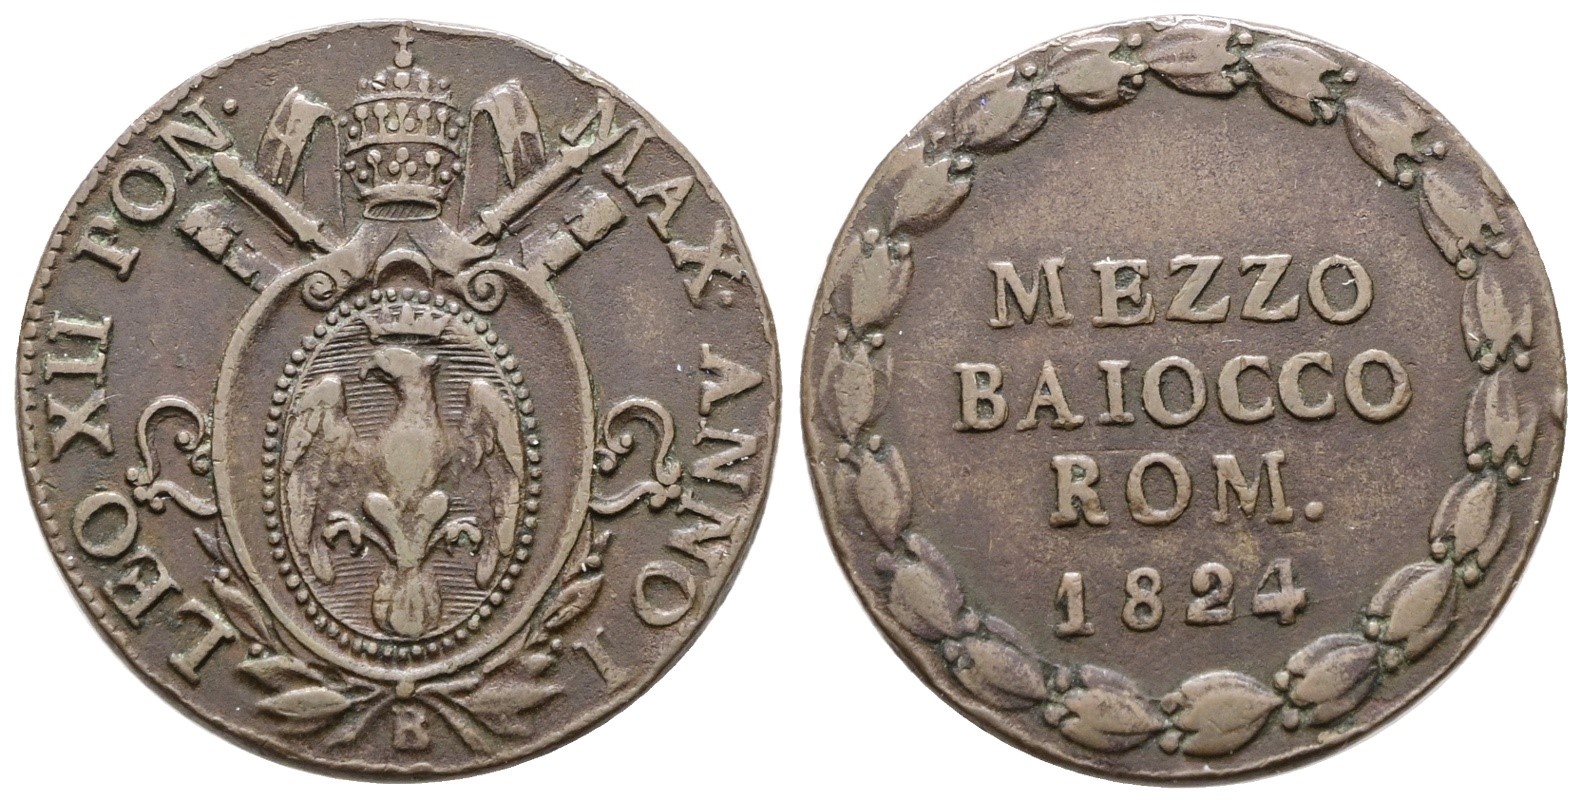 LEO XII PON. MAX. ANNO I
B
MEZZO
BAIOCCO
ROM.
1824